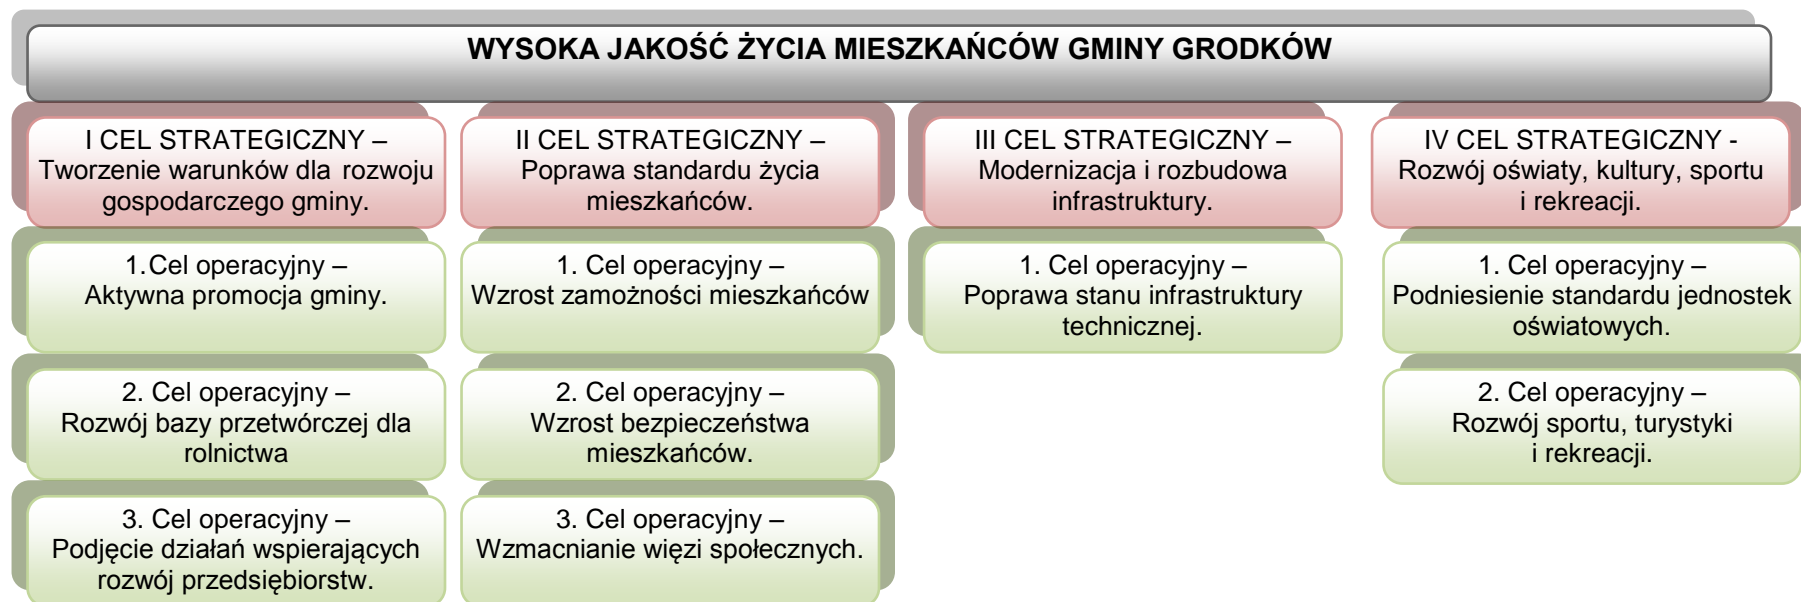 WYSOKA JAKOŚĆ ŻYCIA MIESZKAŃCÓW GMINY GRODKÓW
I CEL STRATEGICZNY –
Tworzenie warunków dla rozwoju
gospodarczego gminy.
1.Cel operacyjny –
Aktywna promocja gminy.
2. Cel operacyjny –
Rozwój bazy przetwórczej dla
rolnictwa
3. Cel operacyjny –
Podjęcie działań wspierających
rozwój przedsiębiorstw.
II CEL STRATEGICZNY –
Poprawa standardu życia
mieszkańców.
1. Cel operacyjny –
Wzrost zamożności mieszkańców
2. Cel operacyjny –
Wzrost bezpieczeństwa
mieszkańców.
3. Cel operacyjny –
Wzmacnianie więzi społecznych.
III CEL STRATEGICZNY –
Modernizacja i rozbudowa
infrastruktury.
1. Cel operacyjny –
Poprawa stanu infrastruktury
technicznej.
IV CEL STRATEGICZNY -
Rozwój oświaty, kultury, sportu
i rekreacji.
1. Cel operacyjny –
Podniesienie standardu jednostek
oświatowych.
2. Cel operacyjny –
Rozwój sportu, turystyki
i rekreacji.